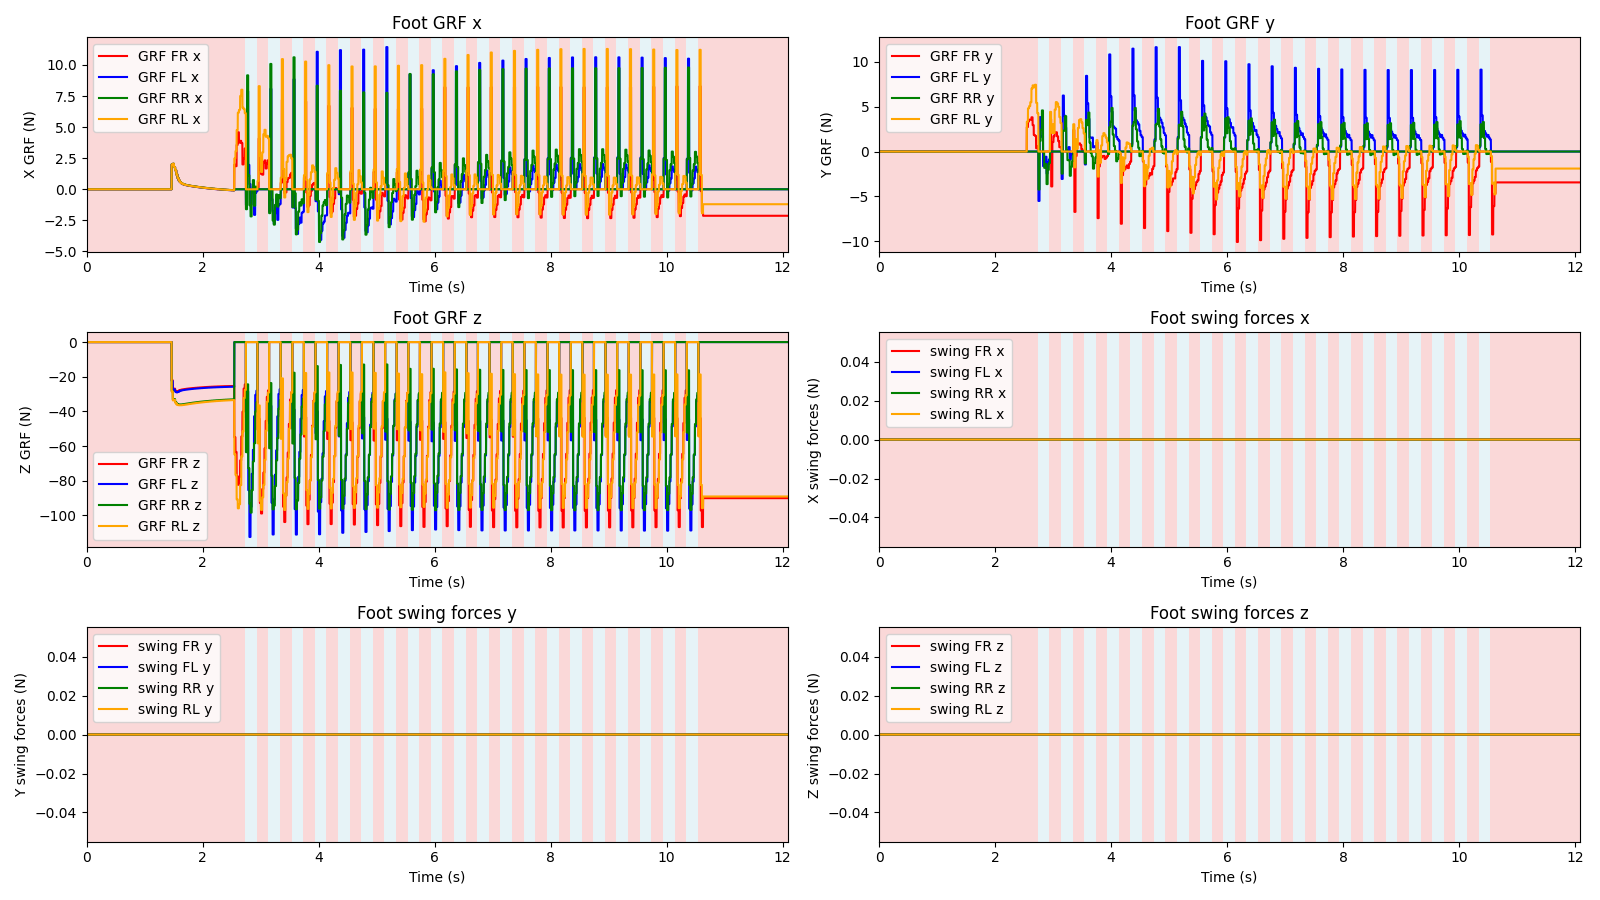 Foot GRF x
X GRF (N)
10.0
7.5
5.0
2.5
0.0
−2.5
−5.0
GRF FR x
GRF FL x
GRF RR x
GRF RL x
0 2 4 6 8 10 12
Time (s)
Foot GRF y
Y GRF (N)
10
5
0
−5
−10
GRF FR y
GRF FL y
GRF RR y
GRF RL y
0 2 4 6 8 10 12
Time (s)
Foot GRF z
Z GRF (N)
0
−20
−40
−60
−80
−100
GRF FR z
GRF FL z
GRF RR z
GRF RL z
0 2 4 6 8 10 12
Time (s)
Foot swing forces x
X swing forces (N)
0.04
0.02
0.00
−0.02
−0.04
swing FR x
swing FL x
swing RR x
swing RL x
0 2 4 6 8 10 12
Time (s)
Foot swing forces y
Y swing forces (N)
0.04
0.02
0.00
−0.02
−0.04
swing FR y
swing FL y
swing RR y
swing RL y
0 2 4 6 8 10 12
Time (s)
Foot swing forces z
Z swing forces (N)
0.04
0.02
0.00
−0.02
−0.04
swing FR z
swing FL z
swing RR z
swing RL z
0 2 4 6 8 10 12
Time (s)